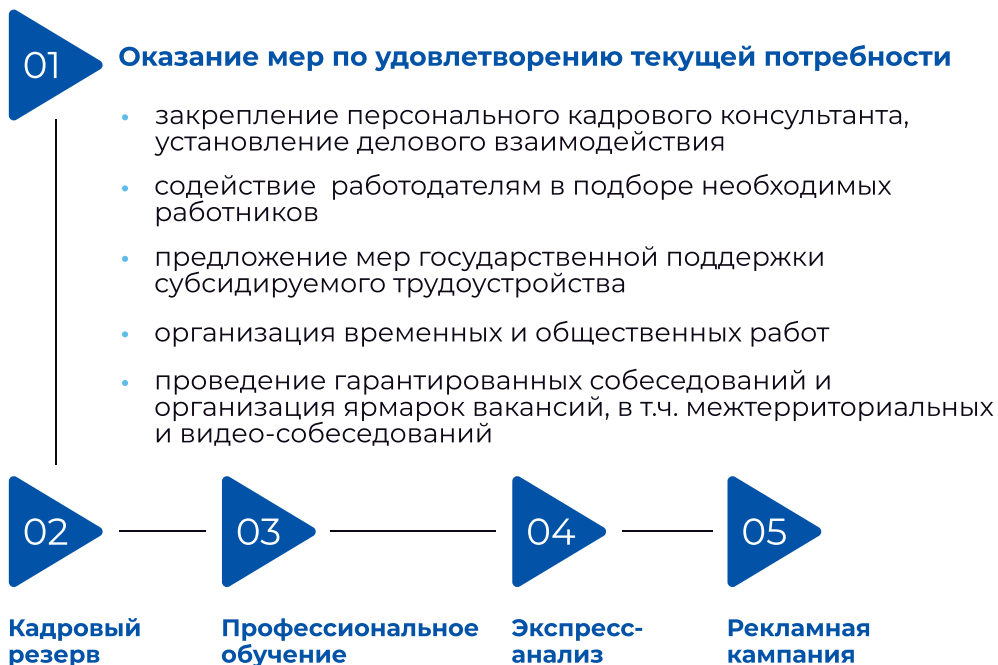 01
Оказание мер по удовлетворению текущей потребности
• закрепление персонального кадрового консультанта,
установление делового взаимодействия
• содействие  работодателям в подборе необходимых
работников
• предложение мер государственной поддержки
субсидируемого трудоустройства
• организация временных и общественных работ
• проведение гарантированных собеседований и
организация ярмарок вакансий, в т.ч. межтерриториальных
и видео-собеседований
02
03
04
05
Кадровый
резерв
Профессиональное
обучение
Экспресс-
анализ
Рекламная
кампания